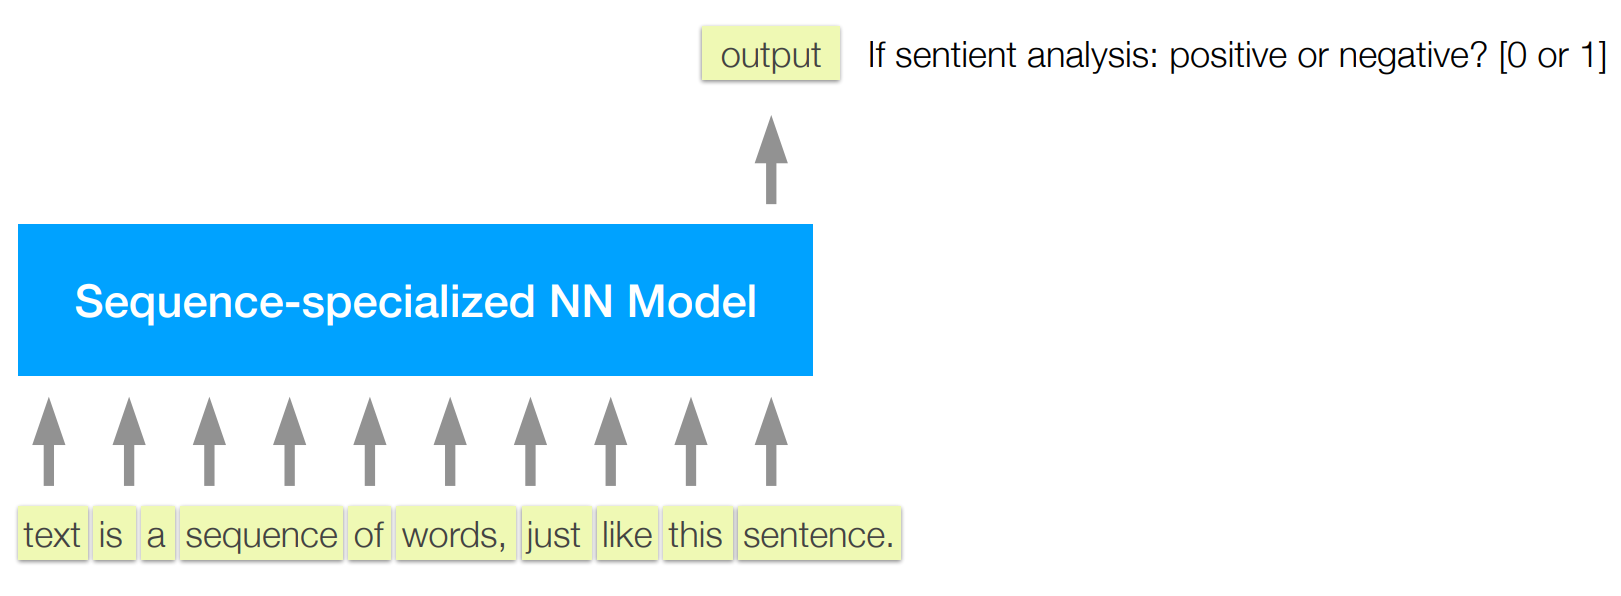 output If sentient analysis: positive or negative? [0 or 1]
Sequence-specialized NN Model
text is a sequence of words, just like this sentence.